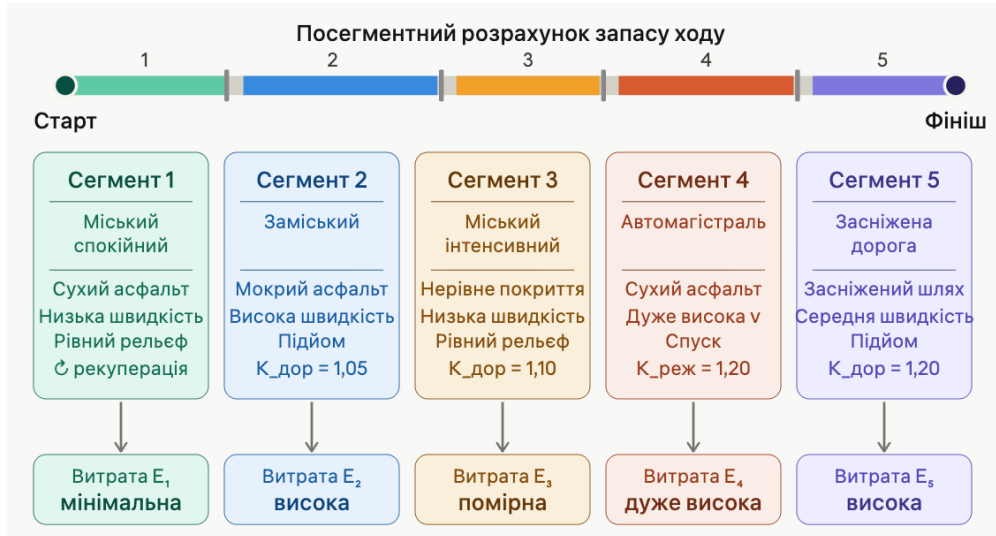 Посегментний розрахунок запасу ходу
1 2 3 4 5
Старт
Фініш
Сегмент 1
Міський
спокійний
Сухий асфальт
Низька швидкість
Рівний рельєф
↻ рекуперація
Витрата E₁
мінімальна
Сегмент 2
Заміський
Мокрий асфальт
Висока швидкість
Підйом
K_дор = 1,05
Витрата E₂
висока
Сегмент 3
Міський
інтенсивний
Нерівне покриття
Низька швидкість
Рівний рельєф
K_дор = 1,10
Витрата E₃
помірна
Сегмент 4
Автомагістраль
Сухий асфальт
Дуже висока v
Спуск
K_реж = 1,20
Витрата E₄
дуже висока
Сегмент 5
Засніжена
дорога
Засніжений шлях
Середня швидкість
Підйом
K_дор = 1,20
Витрата E₅
висока